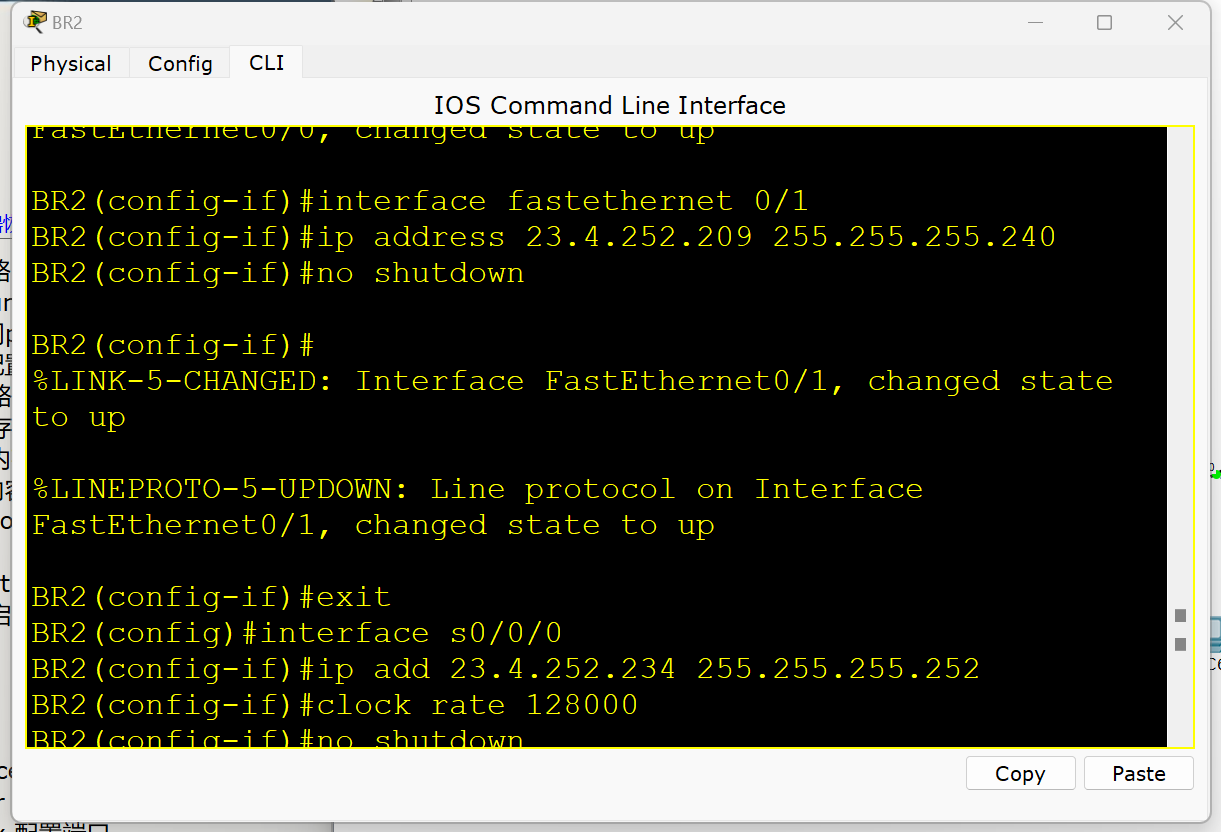 BR2
Physical
Config
CLI
IOS Command Line Interface
FastEthernet0/0, changed state to up
BR2(config-if)#interface fastethernet 0/1
BR2(config-if)#ip address 23.4.252.209 255.255.255.240
BR2(config-if)#no shutdown
BR2(config-if)#
%LINK-5-CHANGED: Interface FastEthernet0/1, changed state
to up
%LINEPROTO-5-UPDOWN: Line protocol on Interface
FastEthernet0/1, changed state to up
BR2(config-if)#exit
BR2(config)#interface s0/0/0
BR2(config-if)#ip add 23.4.252.234 255.255.255.252
BR2(config-if)#clock rate 128000
BR2(config-if)#no shutdown
Copy
Paste
配置端口